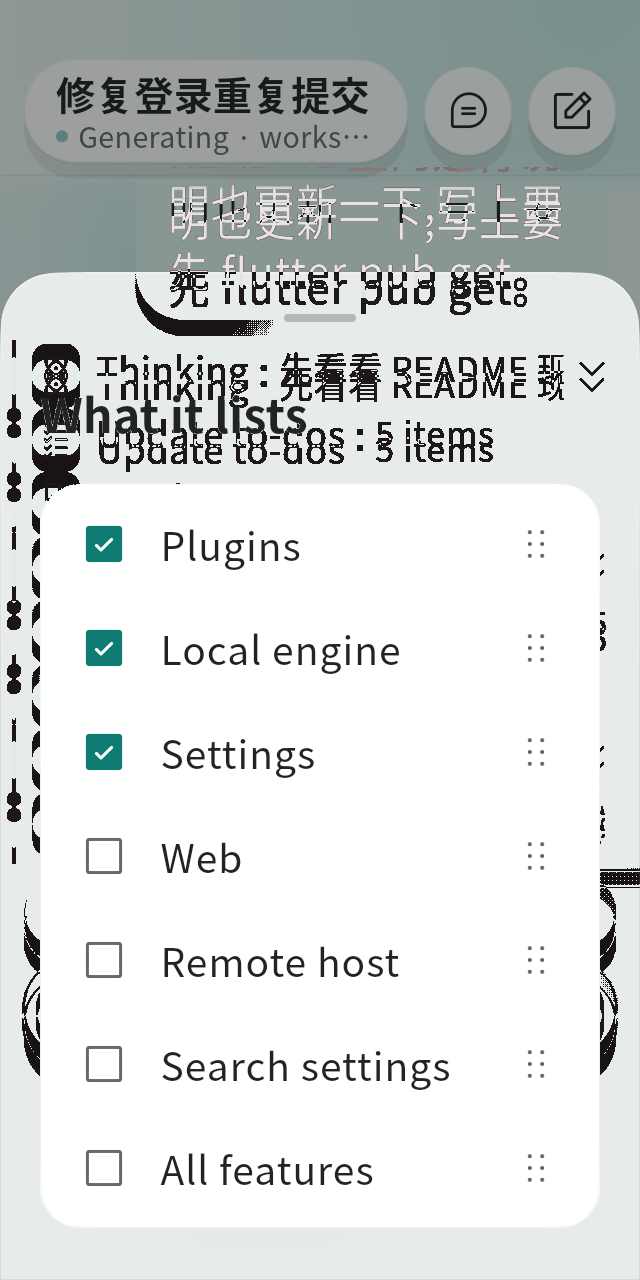 修复登录重复提交
Generating · works…
明也更新一下,写上要
先 flutter pub get。
Thinking : 先看看 README 现
What it lists
Update to-dos : 5 items
Plugins
Local engine
Settings
Web
Remote host
Search settings
All features